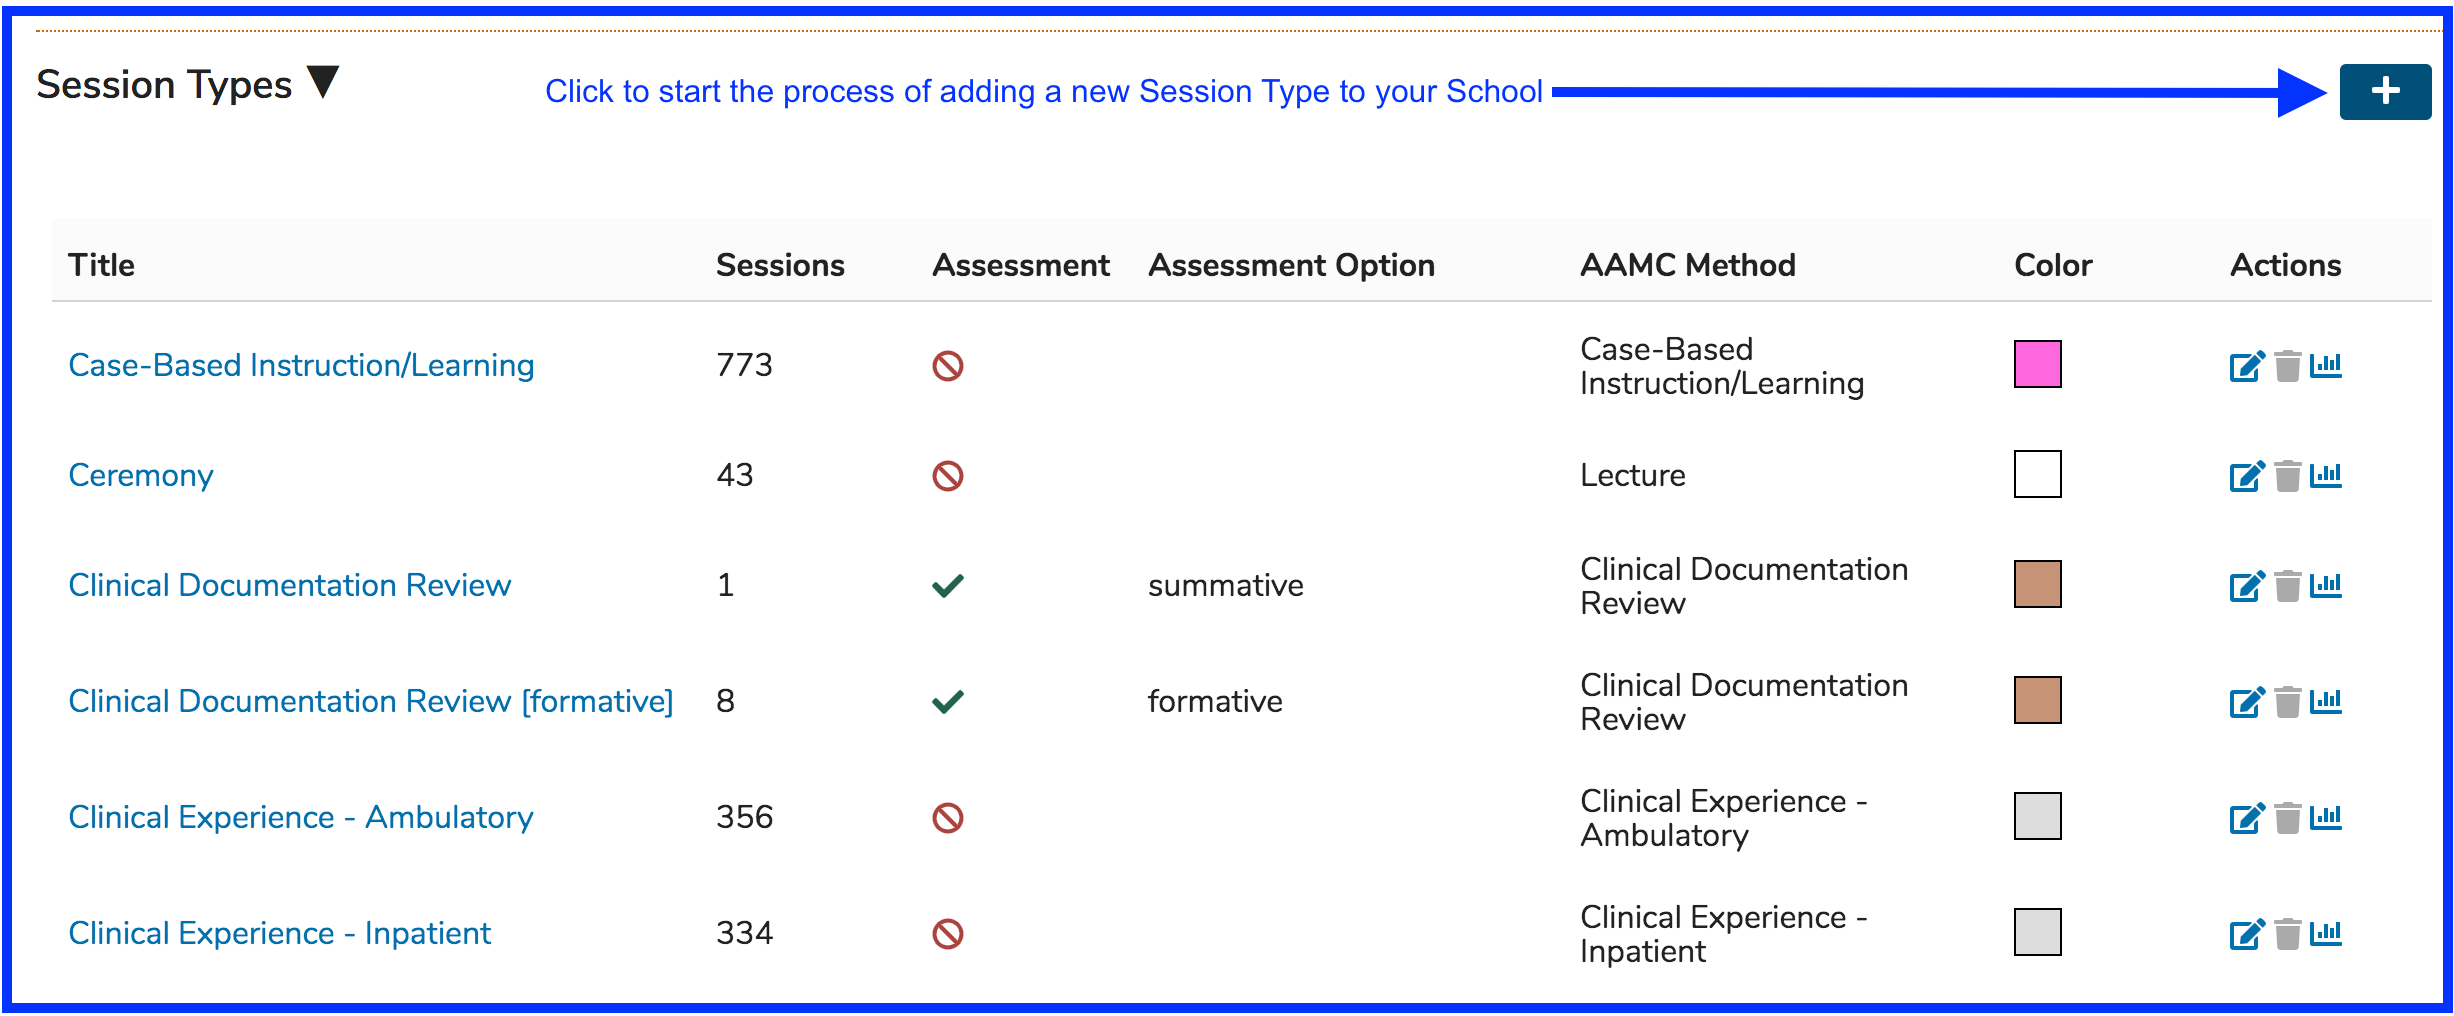 Session Types ▼
Click to start the process of adding a new Session Type to your School
+
Title Sessions Assessment Assessment Option AAMC Method Color Actions
Case-Based Instruction/Learning 773 Case-Based
Instruction/Learning
Ceremony 43 Lecture
Clinical Documentation Review 1 summative Clinical Documentation
Review
Clinical Documentation Review [formative] 8 formative Clinical Documentation
Review
Clinical Experience - Ambulatory 356 Clinical Experience -
Ambulatory
Clinical Experience - Inpatient 334 Clinical Experience -
Inpatient